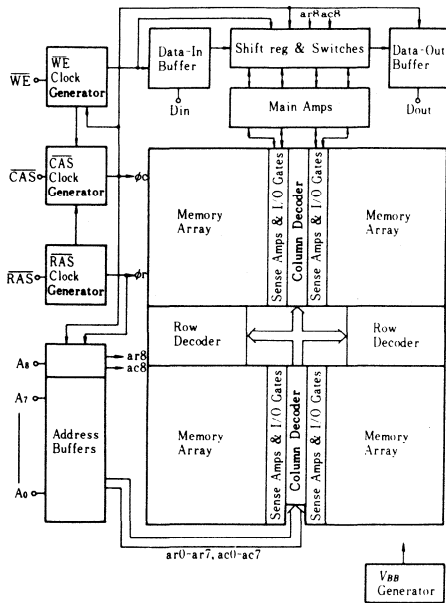 ar8ac8
WE
WE
Clock
Generator
Data-In
Buffer
Din
Shift reg & Switches
Data-Out
Buffer
Dout
Main Amps
CAS
CAS
Clock
Generator
φc
RAS
RAS
Clock
Generator
φr
Memory
Array
Sense Amps & I/O Gates
Column Decoder
Sense Amps & I/O Gates
Memory
Array
Row
Decoder
Row
Decoder
A8
ar8
ac8
A7
Address
Buffers
A0
Memory
Array
Sense Amps & I/O Gates
Column Decoder
Sense Amps & I/O Gates
Memory
Array
ar0-ar7, ac0-ac7
VBB
Generator